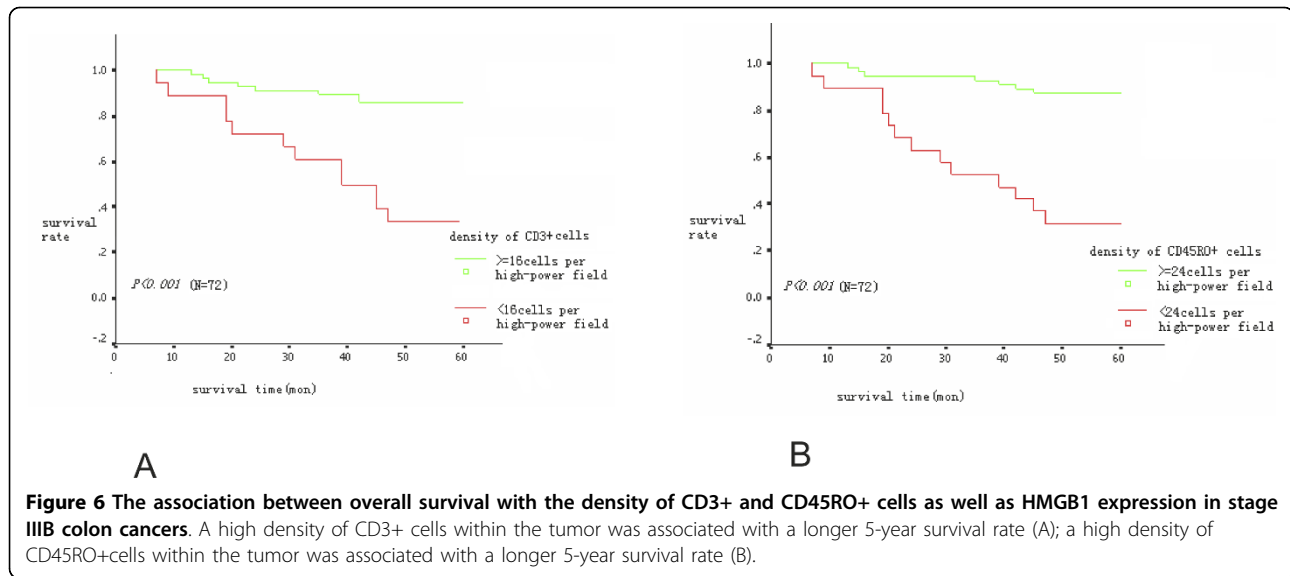 1.0
.8
.6
.4
.2
0.0
-.2
survival
rate
P<0.001 (N=72)
0 10 20 30 40 50 60
survival time(mon)
density of CD3+cells
>=16cells per
high-power field
<16cells per
high-power field
A
1.0
.8
.6
.4
.2
0.0
-.2
survival
rate
P<0.001 (N=72)
0 10 20 30 40 50 60
survival time(mon)
density of CD45RO+ cells
>=24cells per
high-power field
<24cells per
high-power field
B
Figure 6 The association between overall survival with the density of CD3+ and CD45RO+ cells as well as HMGB1 expression in stage
IIIB colon cancers. A high density of CD3+ cells within the tumor was associated with a longer 5-year survival rate (A); a high density of
CD45RO+cells within the tumor was associated with a longer 5-year survival rate (B).